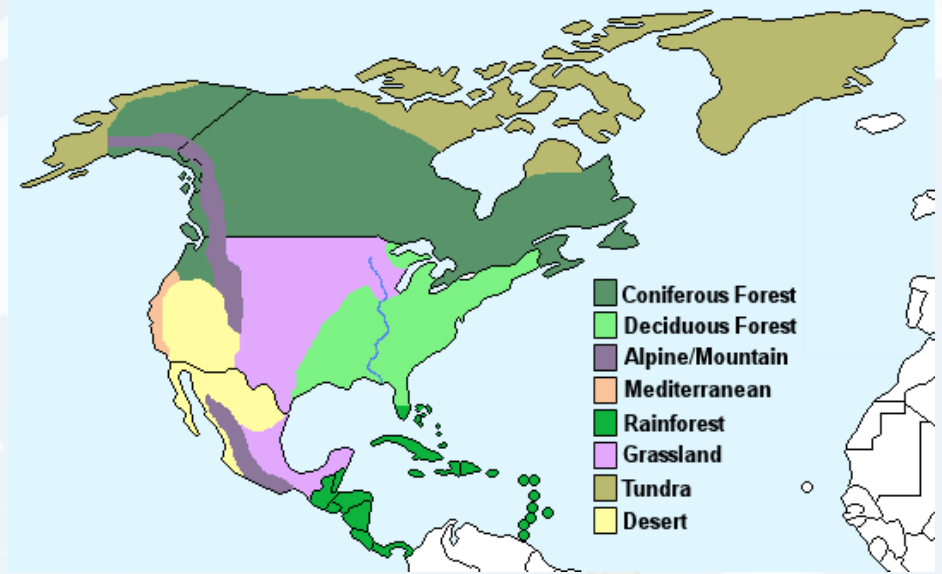 Coniferous Forest
Deciduous Forest
Alpine/Mountain
Mediterranean
Rainforest
Grassland
Tundra
Desert